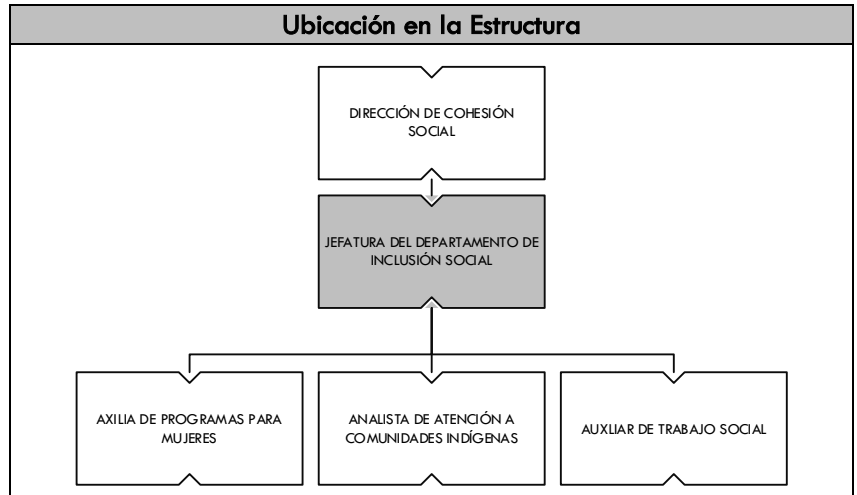 Ubicación en la Estructura
DIRECCIÓN DE COHESIÓN
SOCIAL
JEFATURA DEL DEPARTAMENTO DE
INCLUSIÓN SOCIAL
AXILIA DE PROGRAMAS PARA
MUJERES
ANALISTA DE ATENCIÓN A
COMUNIDADES INDÍGENAS
AUXLIAR DE TRABAJO SOCIAL